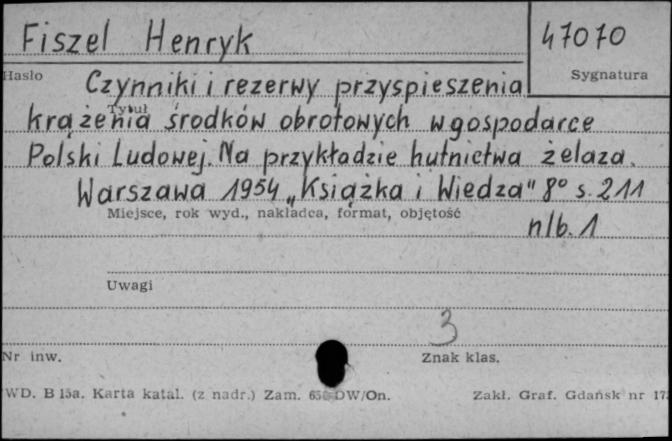 Fiszel Henryk
47070
Hasło
Sygnatura
Czynniki i rezerwy przyspieszenia
Tytuł
krążenia środków obrotowych w gospodarce
Polski Ludowej. Na przykładzie hutnictwa żelaza.
Warszawa 1954 „Książka i Wiedza" 8° s. 211
Miejsce, rok wyd., nakładca, format, objętość
nlb. 1
Uwagi
3
Nr inw.
Znak klas.
WD. B 15a. Karta katal. (z nadr.) Zam. DW/On.
Zakł. Graf. Gdańsk nr